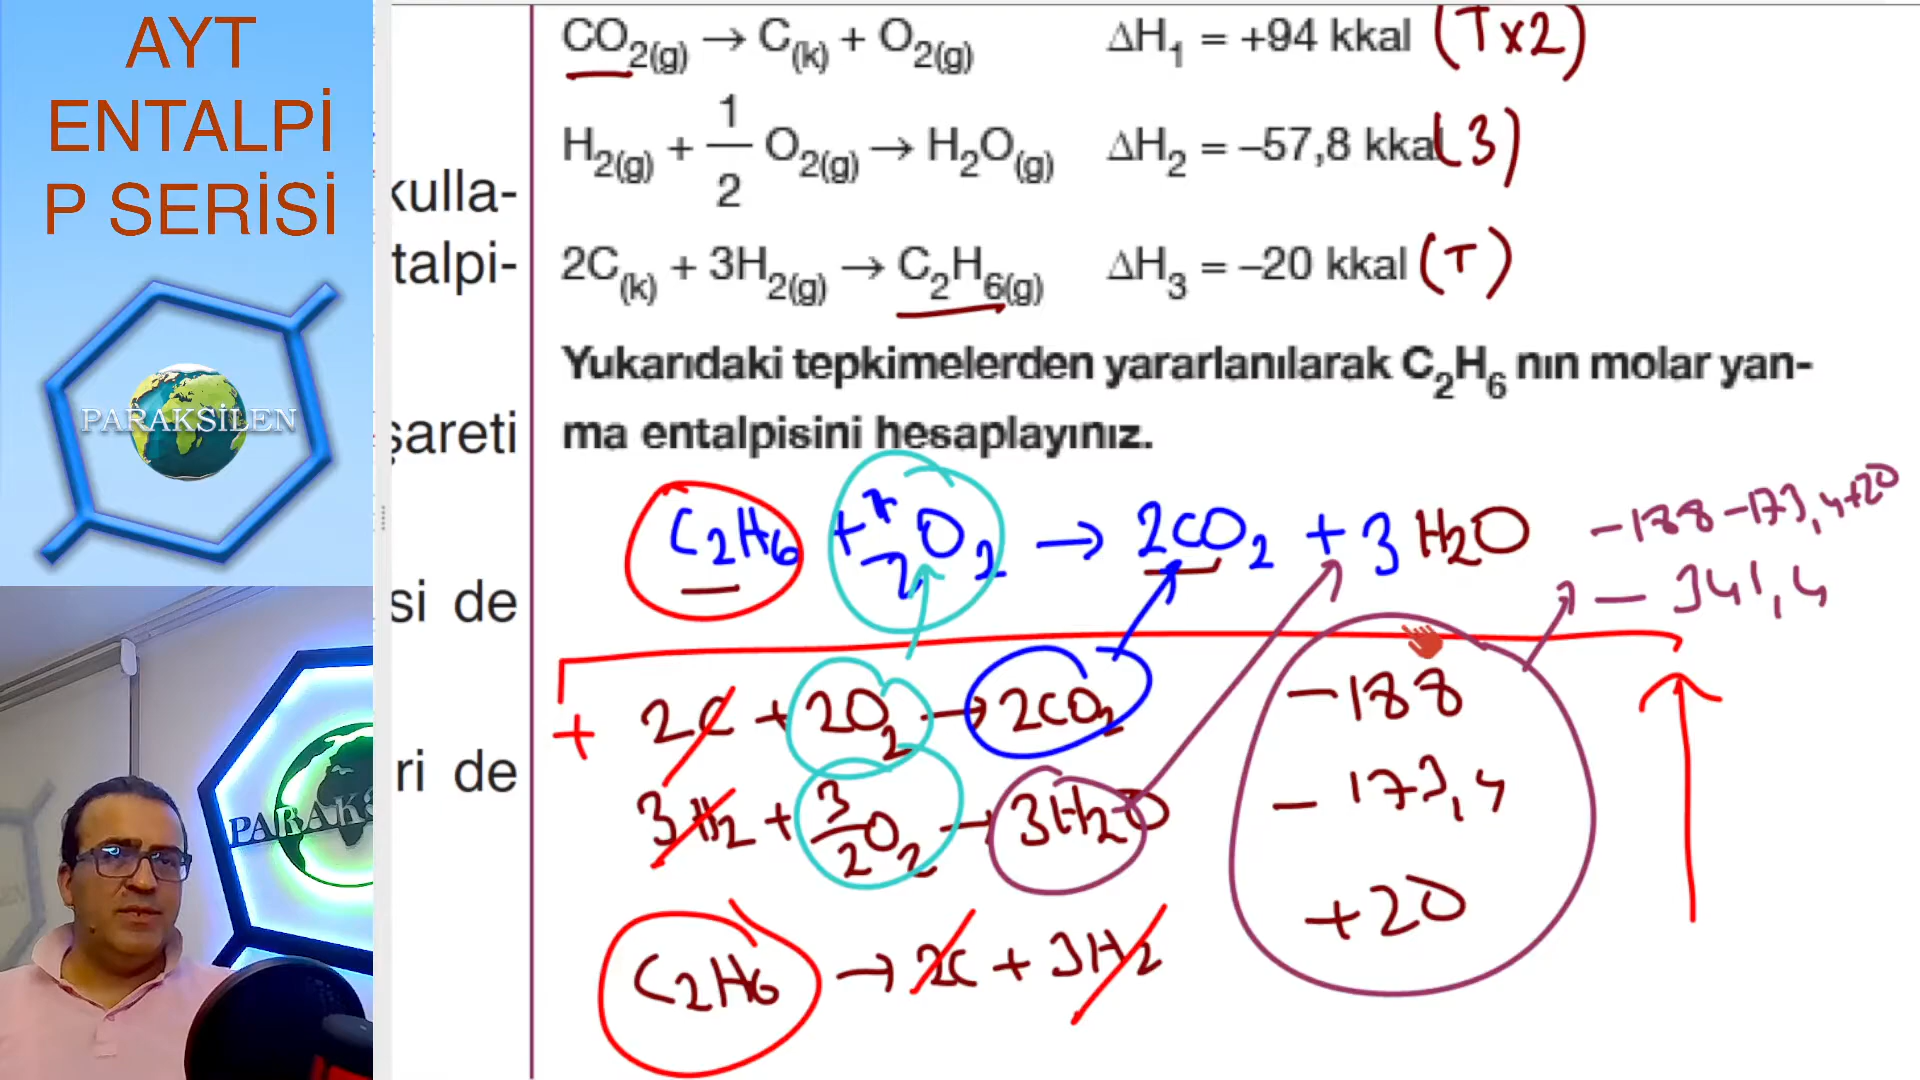 AYT
ENTALPİ
P SERİSİ
PARAKSİLEN
kulla-
talpi-
şareti
si de
ri de
CO₂(g) → C(k) + O₂(g) ΔH₁ = +94 kkal (Tx2)
H₂(g) + 1/2 O₂(g) → H₂O(g) ΔH₂ = –57,8 kkal (3)
2C(k) + 3H₂(g) → C₂H₆(g) ΔH₃ = –20 kkal (T)
Yukarıdaki tepkimelerden yararlanılarak C₂H₆ nın molar yan-
ma entalpisini hesaplayınız.
C₂H₆ + 7/2 O₂ → 2CO₂ + 3H₂O
-188-173,4+20
- 341,4
+ 2C + 2O₂ → 2CO₂ -188
3H₂ + 3/2 O₂ → 3H₂O - 173,4
C₂H₆ → 2C + 3H₂ +20
PARAKS